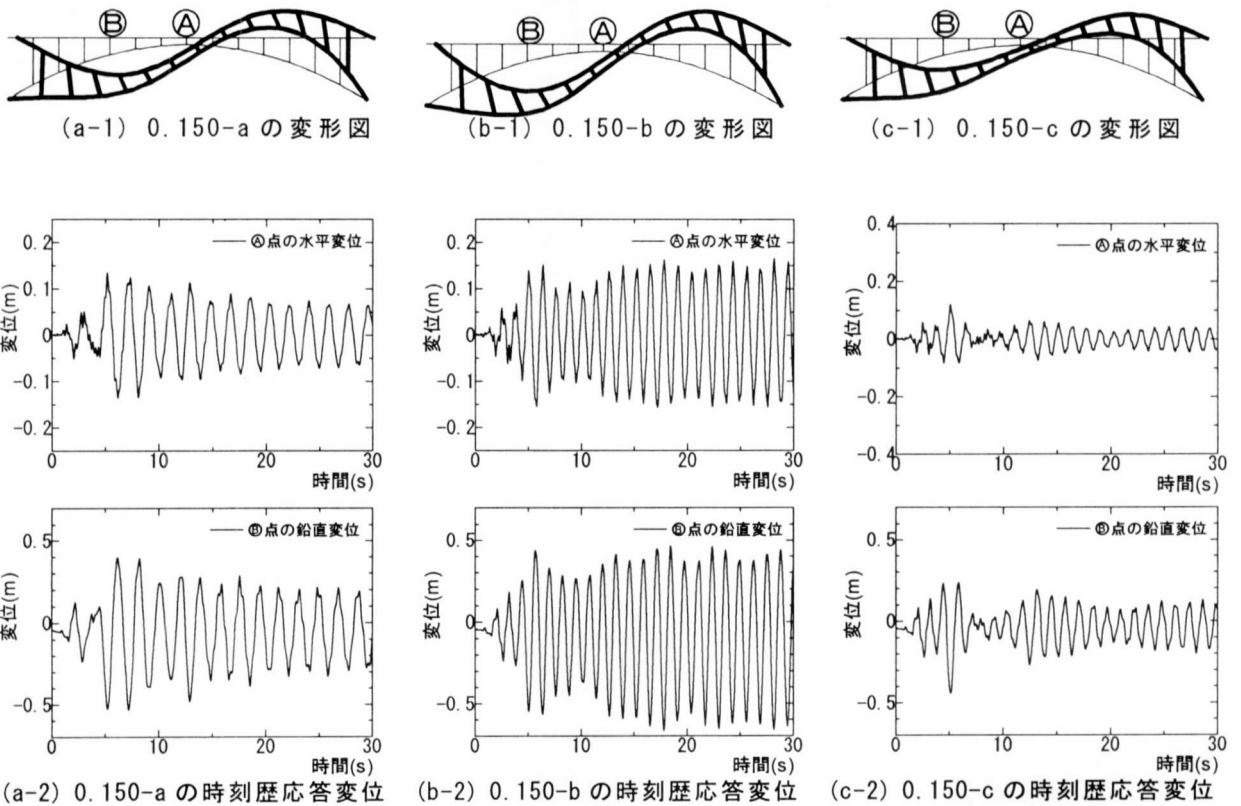 Ⓑ Ⓐ
Ⓑ Ⓐ
Ⓑ Ⓐ
(a-1) 0.150-a の変形図
(b-1) 0.150-b の変形図
(c-1) 0.150-c の変形図
0.2
0.1
0
-0.1
-0.2
変位(m)
Ⓐ点の水平変位
0 10 20 30
時間(s)
0.2
0.1
0
-0.1
-0.2
変位(m)
Ⓐ点の水平変位
0 10 20 30
時間(s)
0.4
0.2
0
-0.2
-0.4
変位(m)
Ⓐ点の水平変位
0 10 20 30
時間(s)
0.5
0
-0.5
変位(m)
Ⓑ点の鉛直変位
0 10 20 30
時間(s)
0.5
0
-0.5
変位(m)
Ⓑ点の鉛直変位
0 10 20 30
時間(s)
0.5
0
-0.5
変位(m)
Ⓑ点の鉛直変位
0 10 20 30
時間(s)
(a-2) 0.150-a の時刻歴応答変位
(b-2) 0.150-b の時刻歴応答変位
(c-2) 0.150-c の時刻歴応答変位